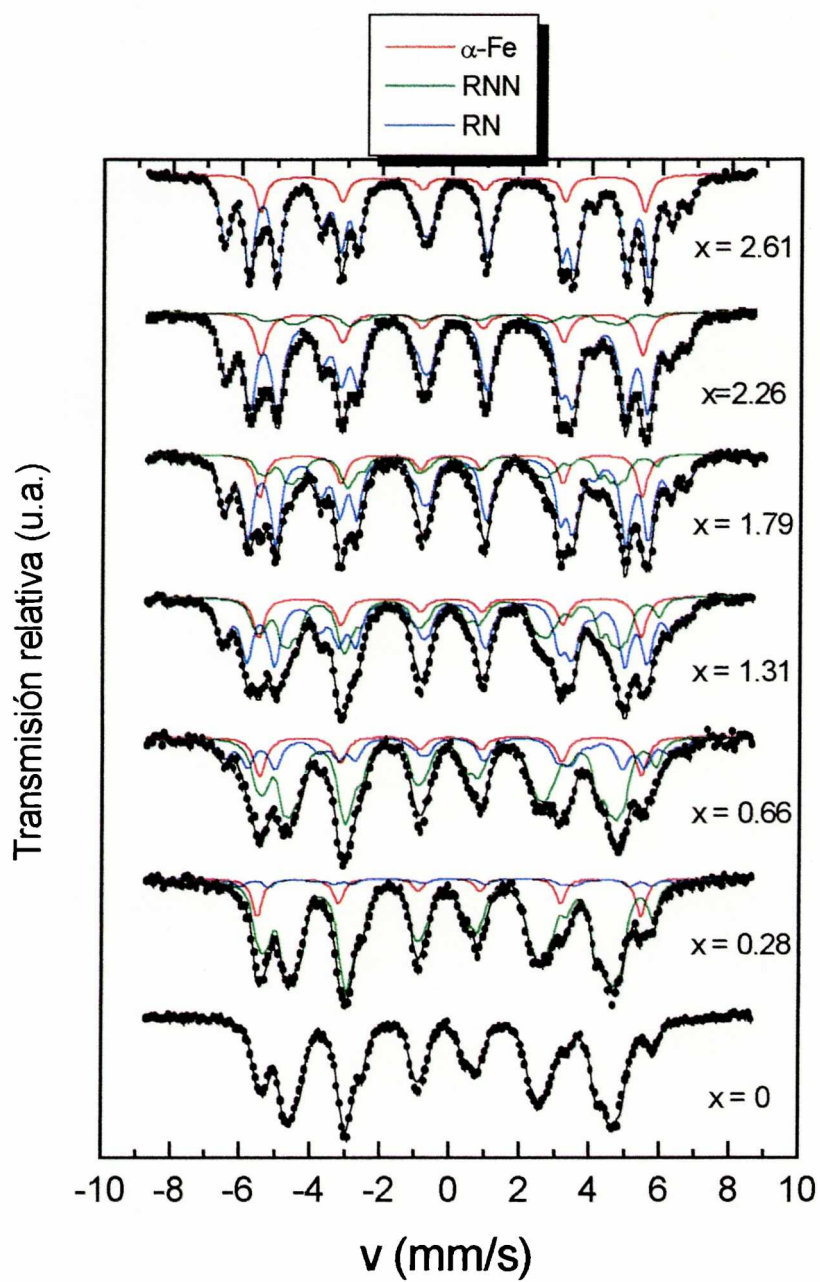 α-Fe
RNN
RN
x = 2.61
x=2.26
x = 1.79
x = 1.31
x = 0.66
x = 0.28
x = 0
Transmisión relativa (u.a.)
-10 -8 -6 -4 -2 0 2 4 6 8 10
v (mm/s)